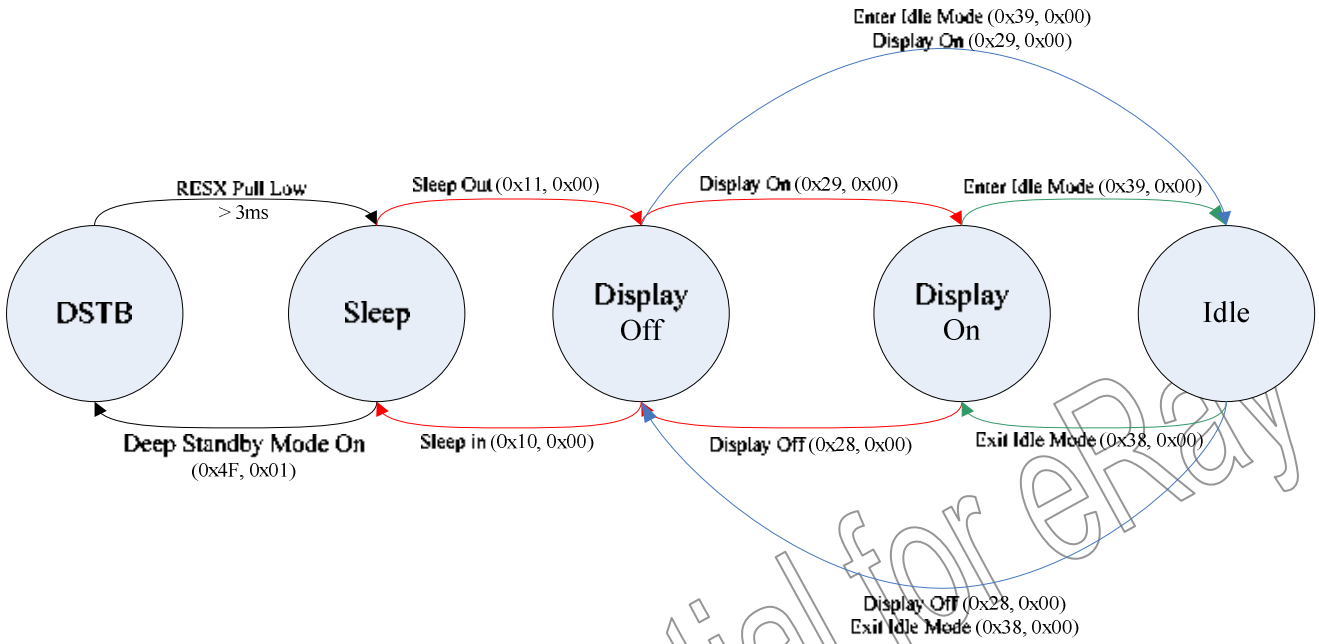 Enter Idle Mode (0x39, 0x00)
Display On (0x29, 0x00)
RESX Pull Low
> 3ms
Sleep Out (0x11, 0x00)
Display On (0x29, 0x00)
Enter Idle Mode (0x39, 0x00)
DSTB
Sleep
Display
Off
Display
On
Idle
Deep Standby Mode On
(0x4F, 0x01)
Sleep in (0x10, 0x00)
Display Off (0x28, 0x00)
Exit Idle Mode (0x38, 0x00)
Display Off (0x28, 0x00)
Exit Idle Mode (0x38, 0x00)
tial for eRay